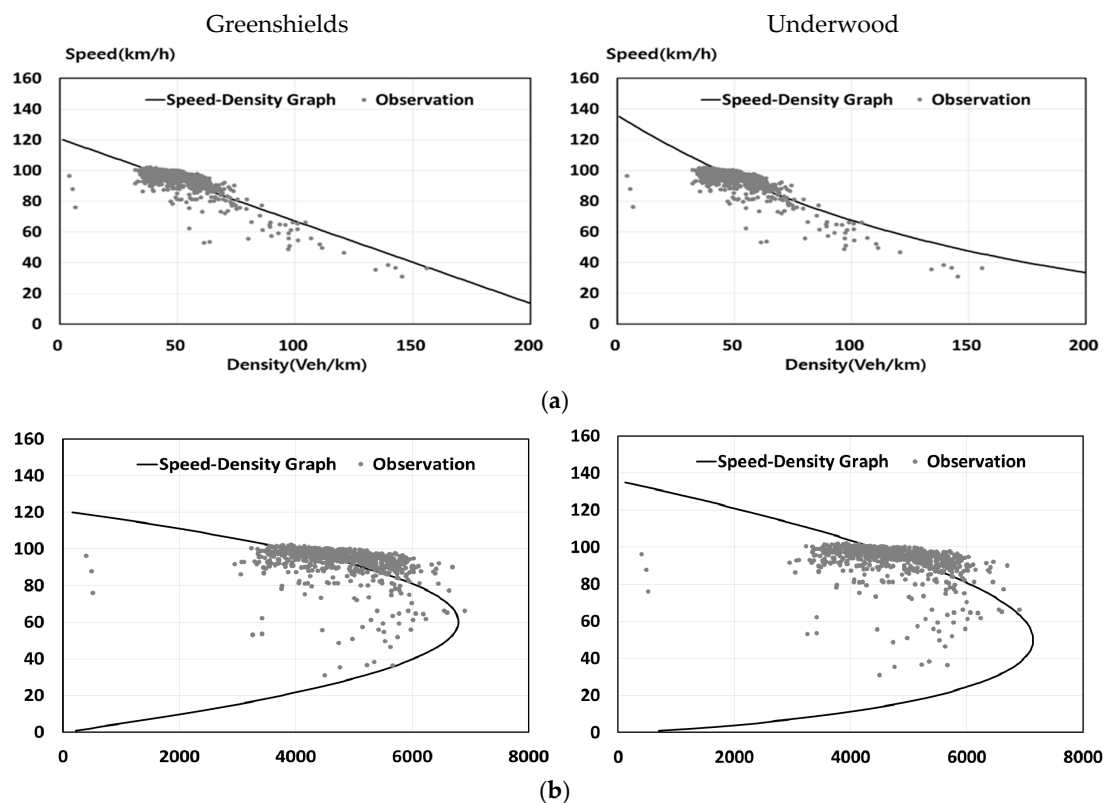 Greenshields Underwood
Speed(km/h) Speed(km/h)
160 160
Speed-Density Graph Observation Speed-Density Graph Observation
140 140
120 120
100 100
80 80
60 60
40 40
20 20
0 0
0 50 100 150 200 0 50 100 150 200
Density(Veh/km) Density(Veh/km)
(a)
160 160
Speed-Density Graph Observation Speed-Density Graph Observation
140 140
120 120
100 100
80 80
60 60
40 40
20 20
0 0
0 2000 4000 6000 8000 0 2000 4000 6000 8000
(b)